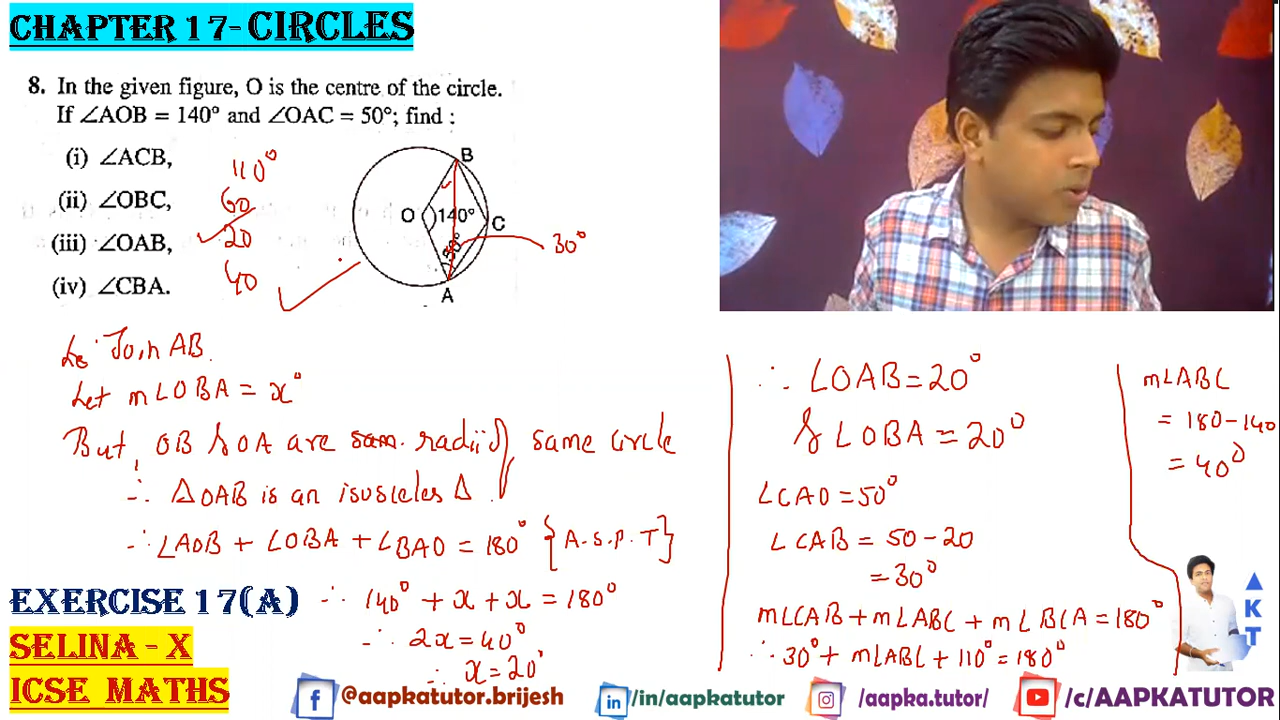 CHAPTER 17- CIRCLES
8. In the given figure, O is the centre of the circle.
If ∠AOB = 140° and ∠OAC = 50°; find :
(i) ∠ACB, 110°
(ii) ∠OBC, 60
(iii) ∠OAB, 20
(iv) ∠CBA. 40
B
O 140° C
50° 30°
A
Join AB.
Let m∠OBA = x°
But, OB & OA are radii same circle
∴ ΔOAB is an isosceles Δ.
∴ ∠AOB + ∠OBA + ∠BAO = 180° {A.S.P.T}
∴ 140° + x + x = 180°
∴ 2x = 40°
∴ x = 20°
∴ ∠OAB = 20°
& ∠OBA = 20°
∠CAO = 50°
∠CAB = 50 - 20
= 30°
m∠CAB + m∠ABC + m∠BCA = 180°
∴ 30° + m∠ABC + 110° = 180°
m∠ABC
= 180 - 140
= 40°
EXERCISE 17(A)
SELINA - X
ICSE MATHS
@aapkatutor.brijesh
/in/aapkatutor
/aapka.tutor/
/c/AAPKATUTOR
A
K
T